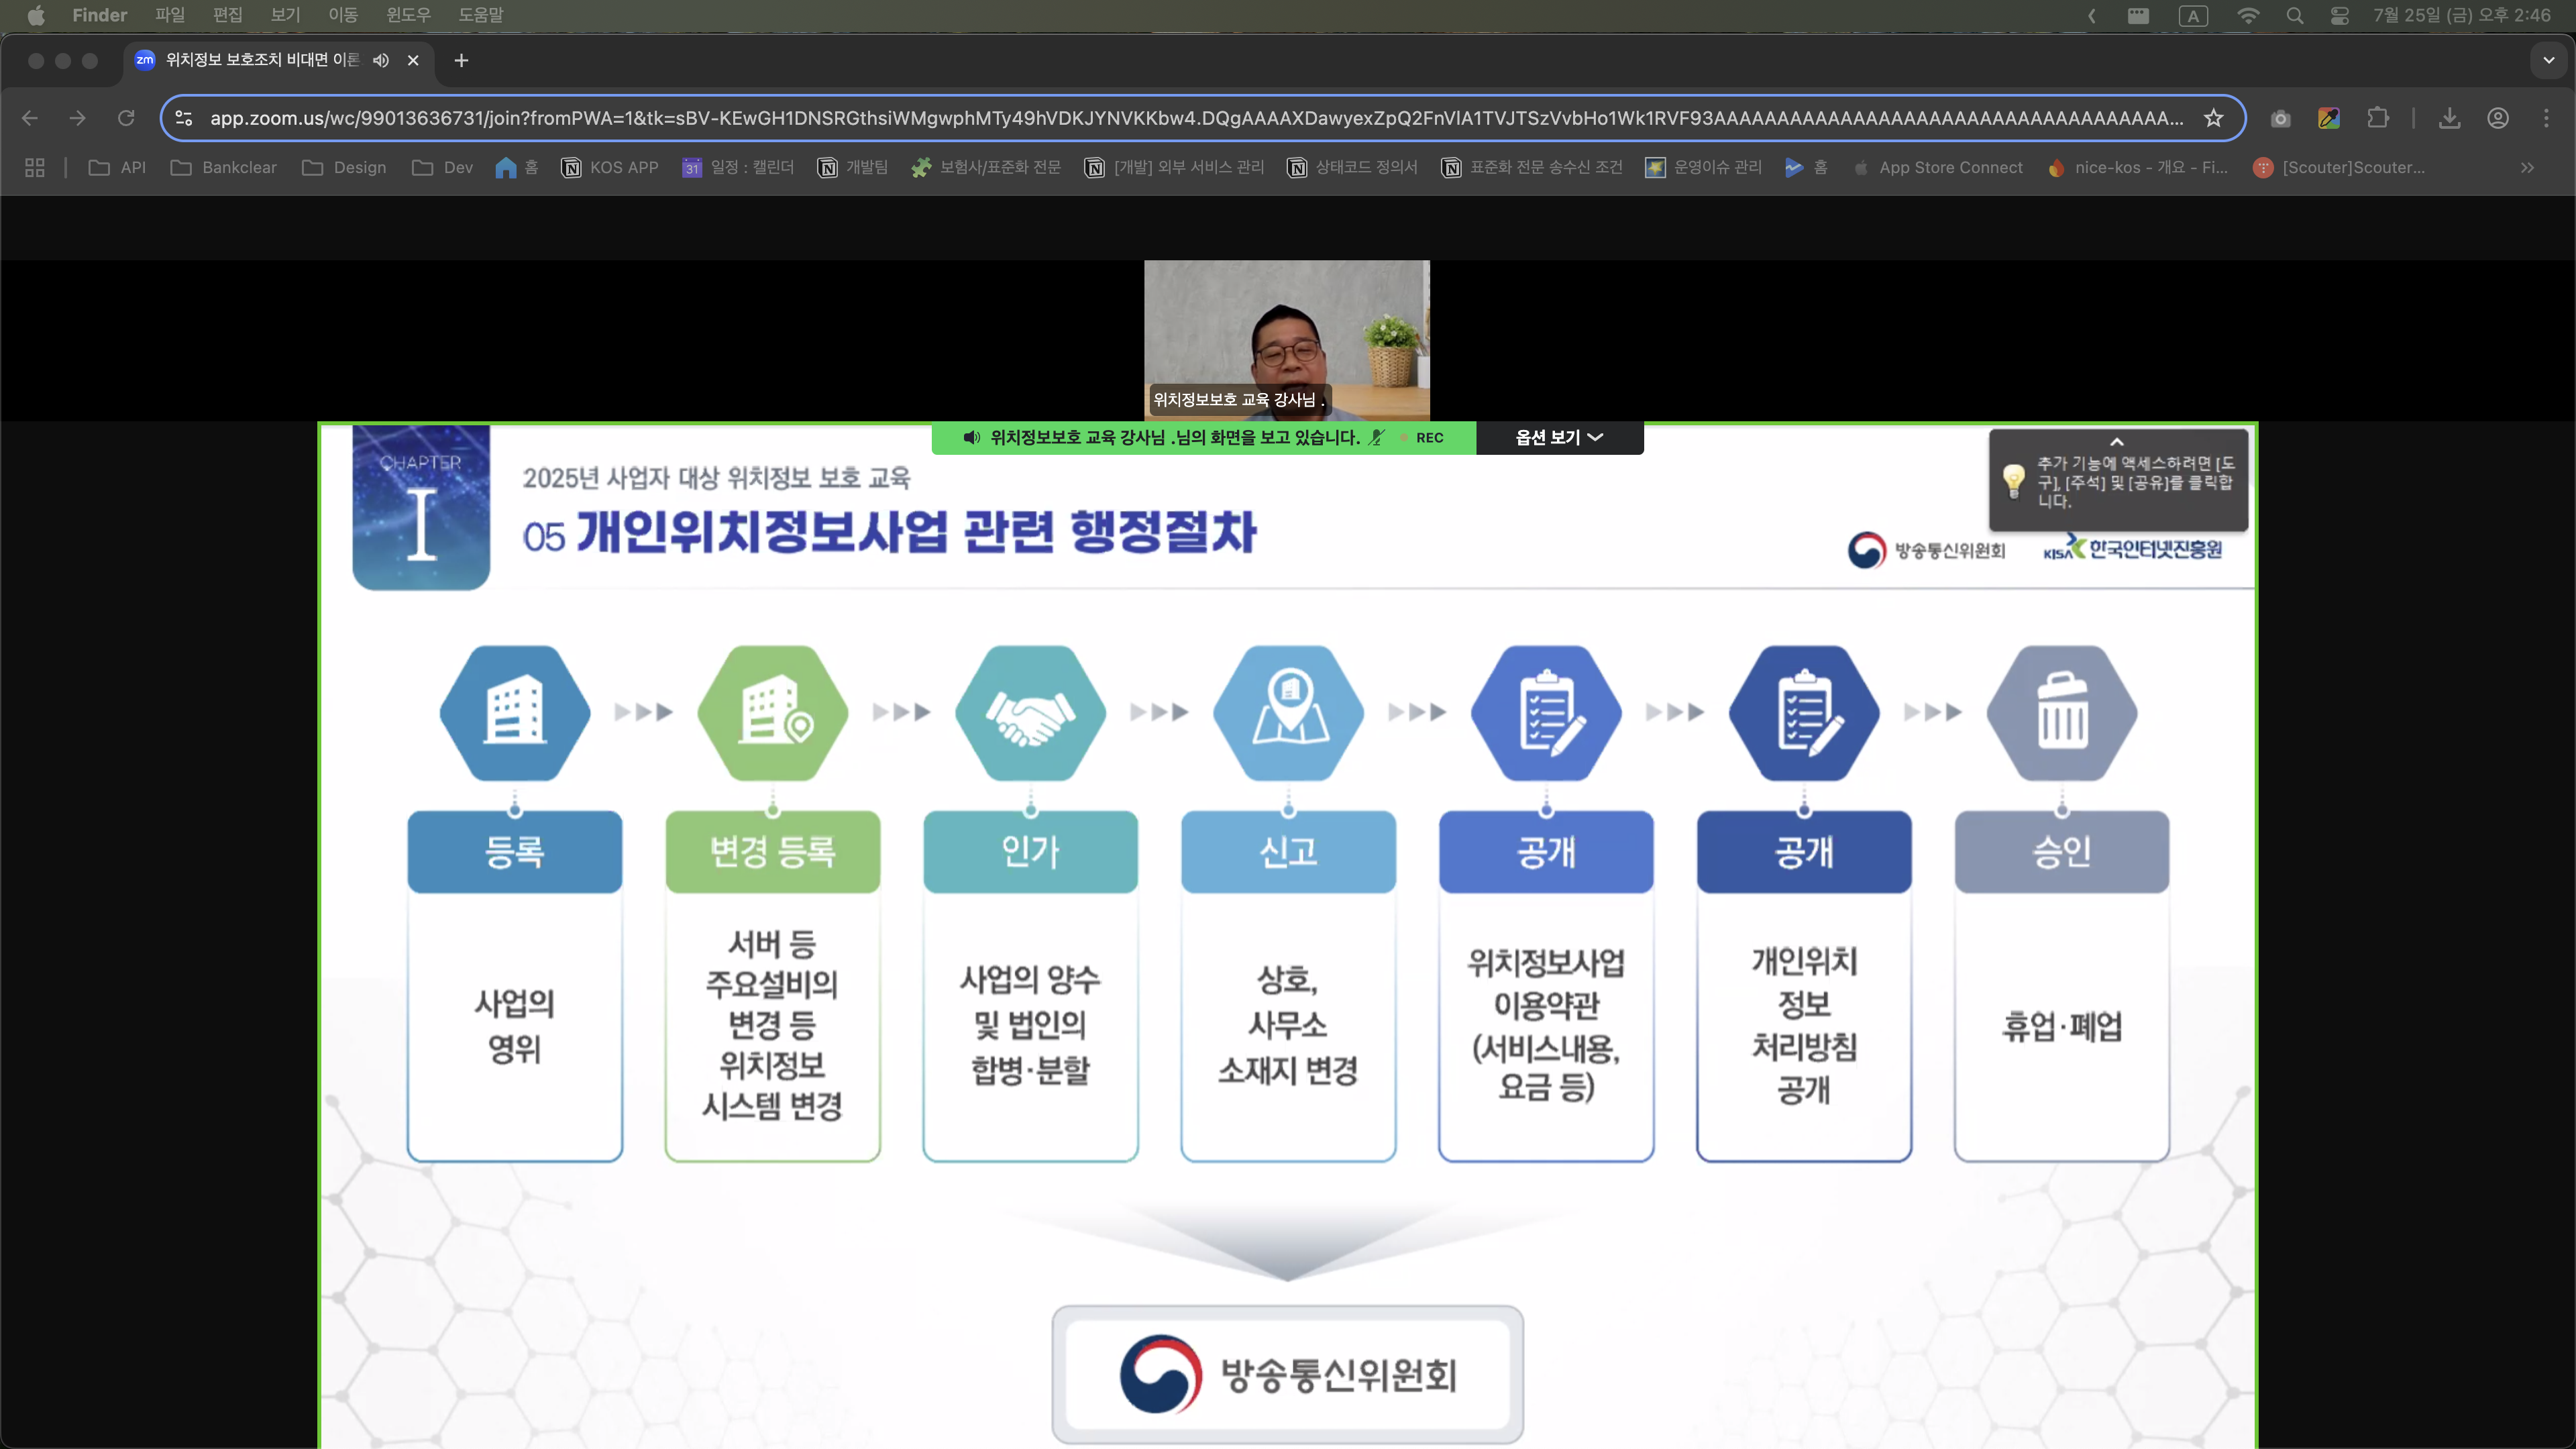 Finder 파일 편집 보기 이동 윈도우 도움말
A 7월 25일 (금) 오후 2:46
zm 위치정보 보호조치 비대면 이론
app.zoom.us/wc/99013636731/join?fromPWA=1&tk=sBV-KEwGH1DNSRGthsiWMgwphMTy49hVDKJYNVKKbw4.DQgAAAAXDawyexZpQ2FnVlA1TVJTSzVvbHo1Wk1RVF93AAAAAAAAAAAAAAAAAAAAAAAAAAAAAAAAAAA...
API Bankclear Design Dev 홈 KOS APP 31 일정 : 캘린더 개발팀 보험사/표준화 전문 [개발] 외부 서비스 관리 상태코드 정의서 표준화 전문 송수신 조건 운영이슈 관리 홈 App Store Connect nice-kos - 개요 - Fi... [Scouter]Scouter...
위치정보보호 교육 강사님 .
위치정보보호 교육 강사님 .님의 화면을 보고 있습니다. REC 옵션 보기
추가 기능에 액세스하려면 [도
구], [주석] 및 [공유]를 클릭합
니다.
CHAPTER
I
2025년 사업자 대상 위치정보 보호 교육
05 개인위치정보사업 관련 행정절차
방송통신위원회
KISA 한국인터넷진흥원
등록
사업의
영위
변경 등록
서버 등
주요설비의
변경 등
위치정보
시스템 변경
인가
사업의 양수
및 법인의
합병·분할
신고
상호,
사무소
소재지 변경
공개
위치정보사업
이용약관
(서비스내용,
요금 등)
공개
개인위치
정보
처리방침
공개
승인
휴업·폐업
방송통신위원회